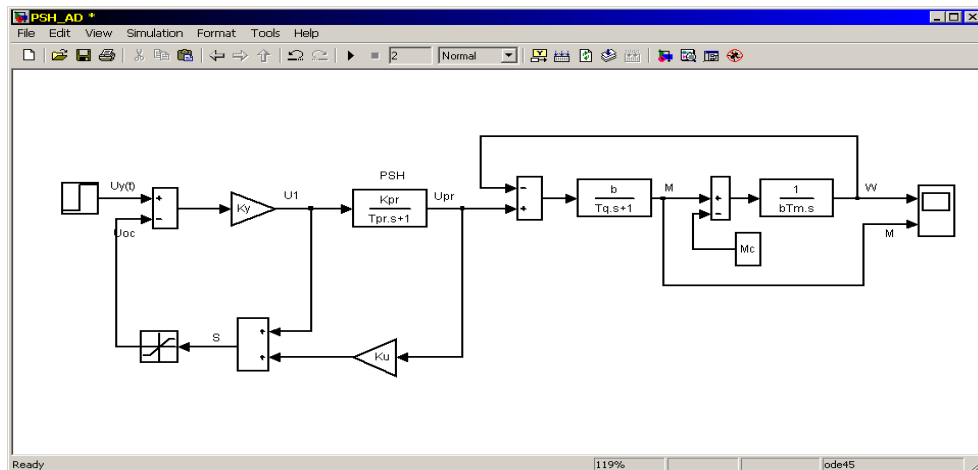 PSH_AD *
File Edit View Simulation Format Tools Help
2 Normal
Uy(t)
+
−
Uoc
Ky
U1
PSH
Kpr
Tpr.s+1
Upr
−
+
b
Tq.s+1
M
+
−
1
bTm.s
W
M
Mc
S
+
+
Ku
Ready 119% ode45